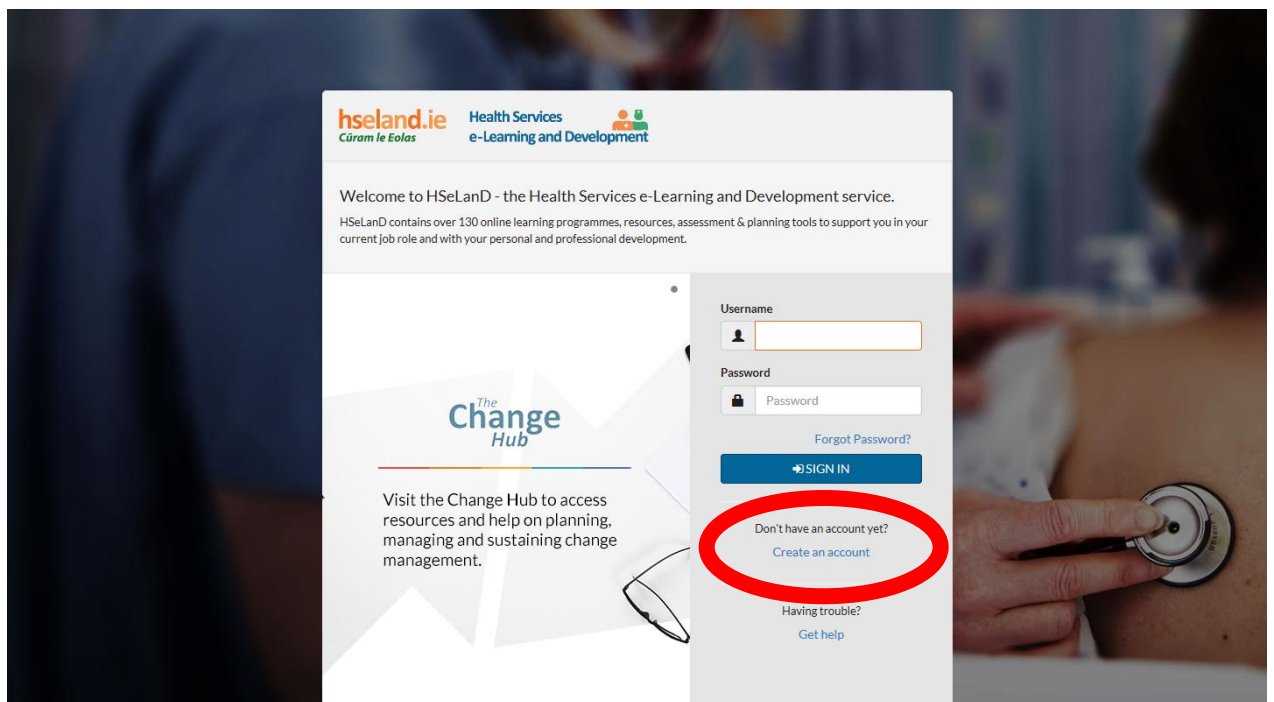 hseland.ie
Cúram le Eolas
Health Services
e-Learning and Development
Welcome to HSeLanD - the Health Services e-Learning and Development service.
HSeLanD contains over 130 online learning programmes, resources, assessment & planning tools to support you in your
current job role and with your personal and professional development.
The
Change
Hub
Visit the Change Hub to access
resources and help on planning,
managing and sustaining change
management.
Username
Password
Password
Forgot Password?
SIGN IN
Don't have an account yet?
Create an account
Having trouble?
Get help